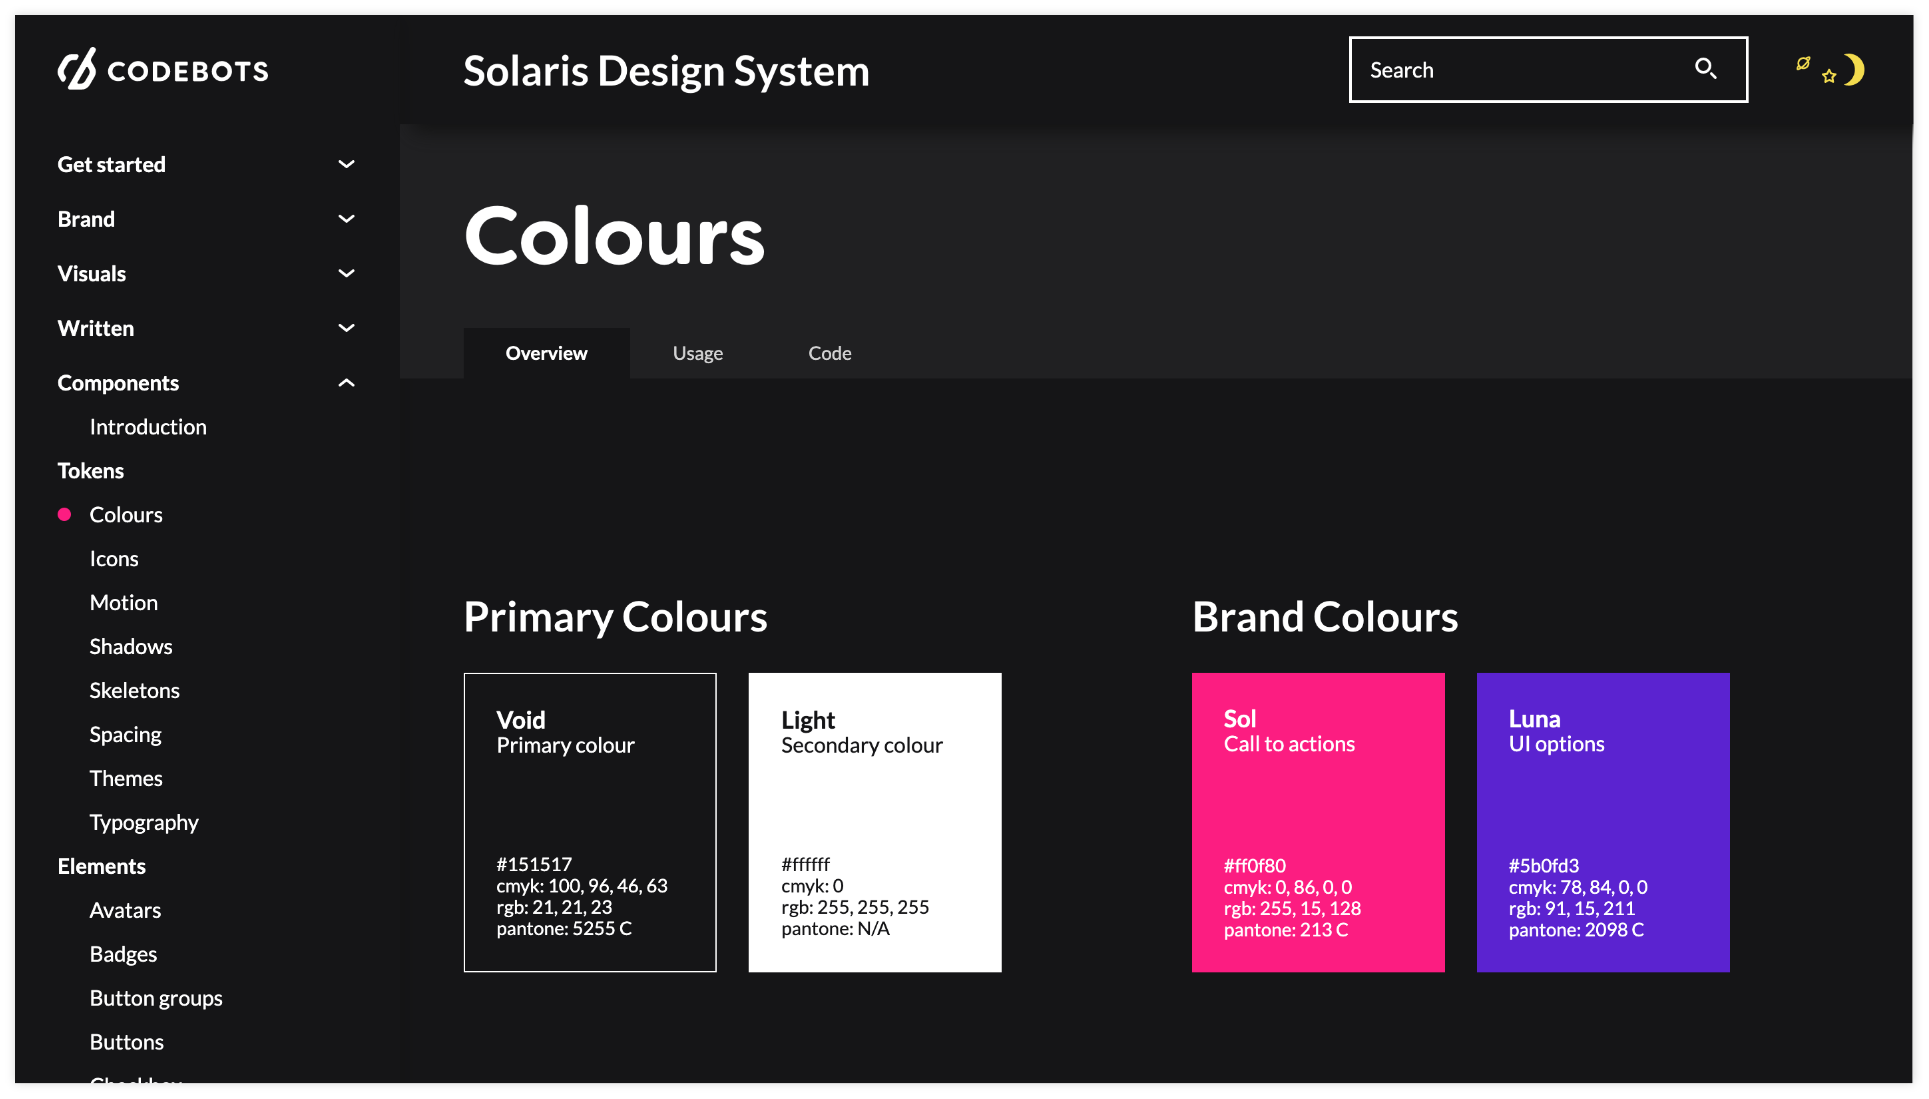 CODEBOTS
Solaris Design System
Search
Get started
Brand
Visuals
Written
Components
Introduction
Tokens
Colours
Icons
Motion
Shadows
Skeletons
Spacing
Themes
Typography
Elements
Avatars
Badges
Button groups
Buttons
Colours
Overview
Usage
Code
Primary Colours
Void
Primary colour
#151517
cmyk: 100, 96, 46, 63
rgb: 21, 21, 23
pantone: 5255 C
Light
Secondary colour
#ffffff
cmyk: 0
rgb: 255, 255, 255
pantone: N/A
Brand Colours
Sol
Call to actions
#ff0f80
cmyk: 0, 86, 0, 0
rgb: 255, 15, 128
pantone: 213 C
Luna
UI options
#5b0fd3
cmyk: 78, 84, 0, 0
rgb: 91, 15, 211
pantone: 2098 C